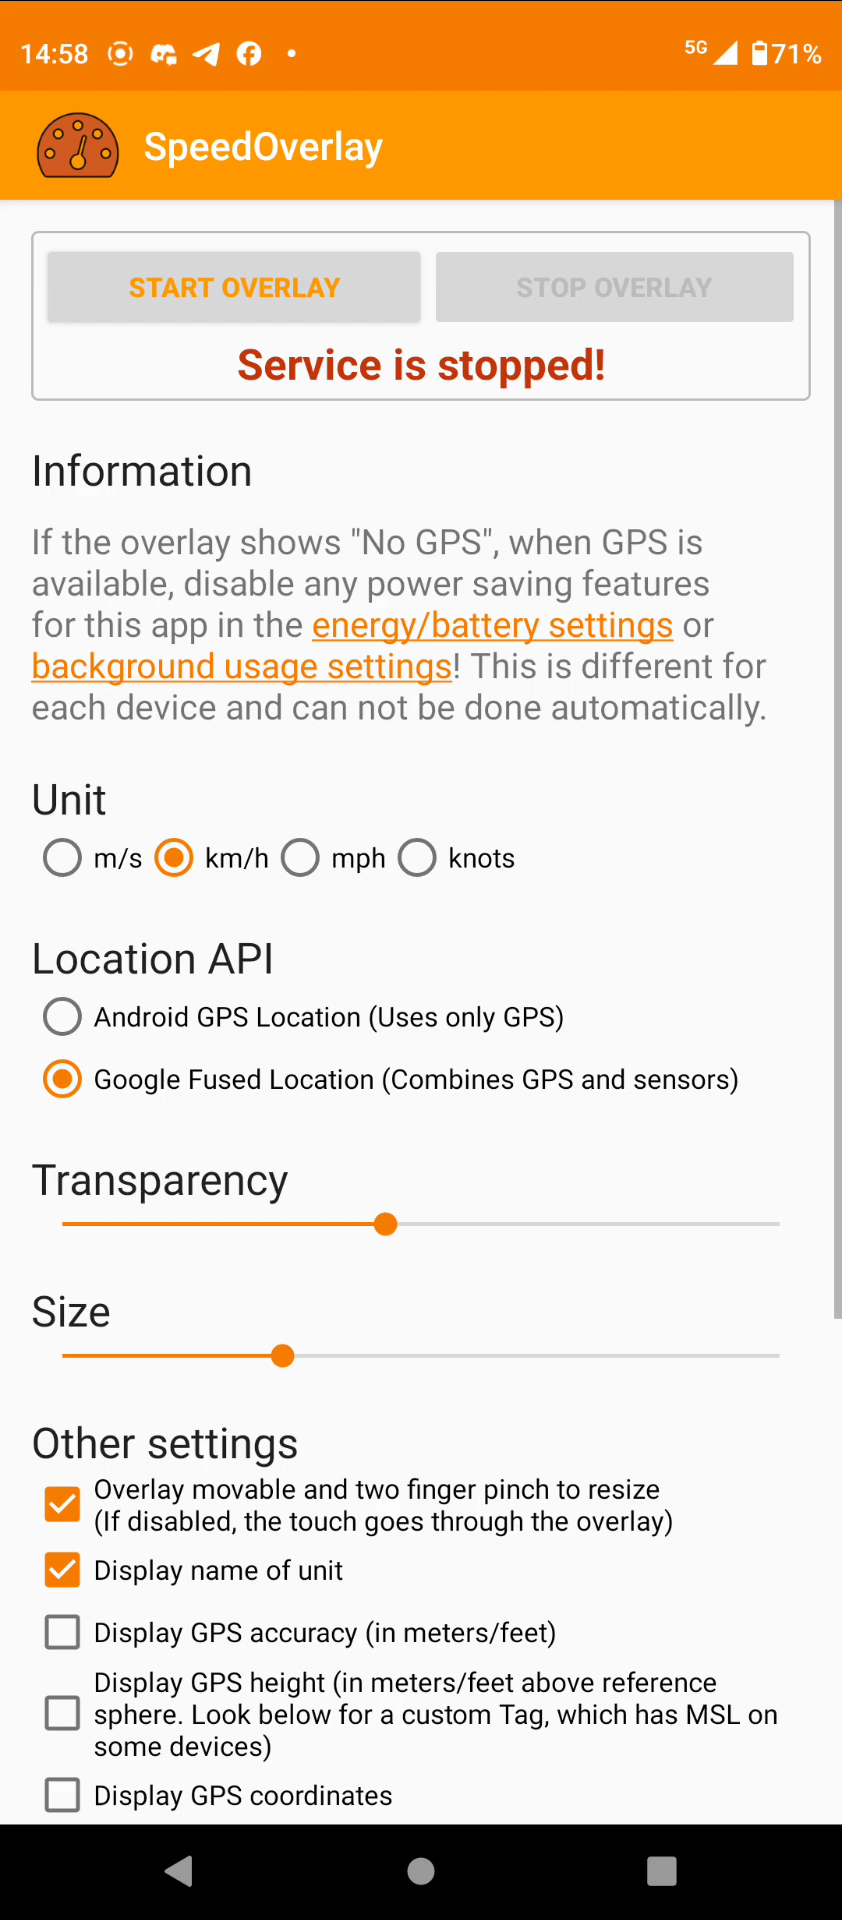 14:58
5G
71%
SpeedOverlay
START OVERLAY
STOP OVERLAY
Service is stopped!
Information
If the overlay shows "No GPS", when GPS is
available, disable any power saving features
for this app in the energy/battery settings or
background usage settings! This is different for
each device and can not be done automatically.
Unit
m/s km/h mph knots
Location API
Android GPS Location (Uses only GPS)
Google Fused Location (Combines GPS and sensors)
Transparency
Size
Other settings
Overlay movable and two finger pinch to resize
(If disabled, the touch goes through the overlay)
Display name of unit
Display GPS accuracy (in meters/feet)
Display GPS height (in meters/feet above reference
sphere. Look below for a custom Tag, which has MSL on
some devices)
Display GPS coordinates